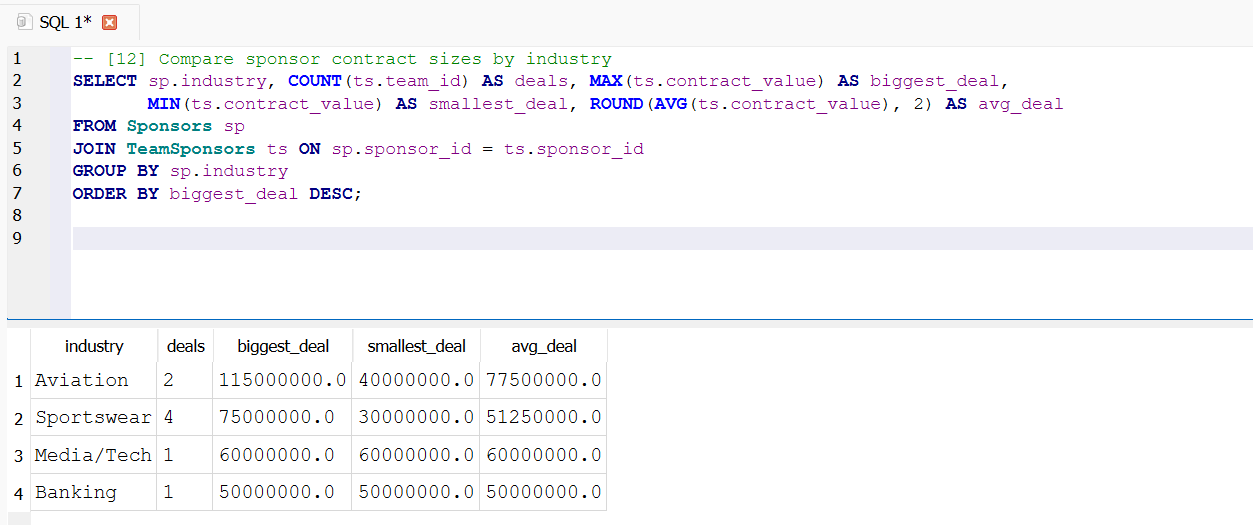 SQL 1*
1 -- [12] Compare sponsor contract sizes by industry
2 SELECT sp.industry, COUNT(ts.team_id) AS deals, MAX(ts.contract_value) AS biggest_deal,
3 MIN(ts.contract_value) AS smallest_deal, ROUND(AVG(ts.contract_value), 2) AS avg_deal
4 FROM Sponsors sp
5 JOIN TeamSponsors ts ON sp.sponsor_id = ts.sponsor_id
6 GROUP BY sp.industry
7 ORDER BY biggest_deal DESC;
8
9
industry deals biggest_deal smallest_deal avg_deal
1 Aviation 2 115000000.0 40000000.0 77500000.0
2 Sportswear 4 75000000.0 30000000.0 51250000.0
3 Media/Tech 1 60000000.0 60000000.0 60000000.0
4 Banking 1 50000000.0 50000000.0 50000000.0